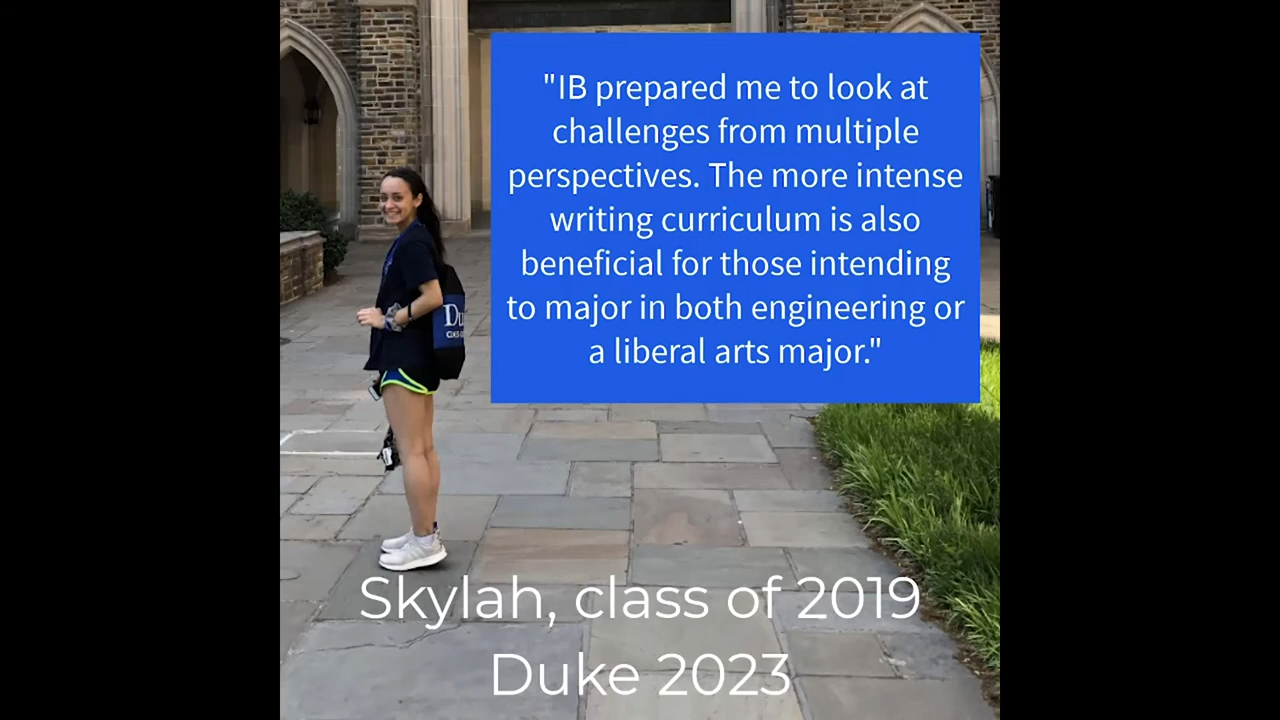 "IB prepared me to look at
challenges from multiple
perspectives. The more intense
writing curriculum is also
beneficial for those intending
to major in both engineering or
a liberal arts major."
Skylah, class of 2019
Duke 2023